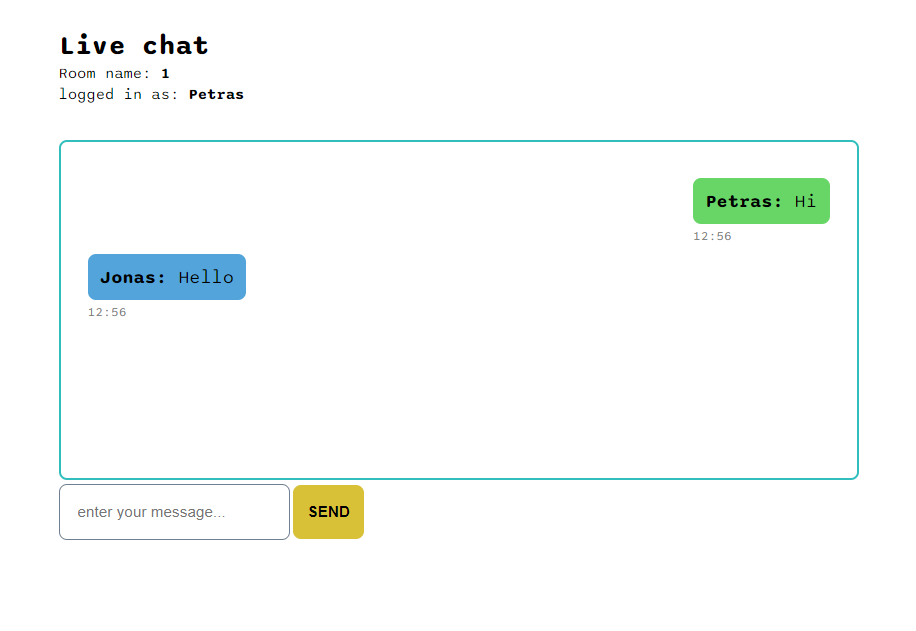 Live chat
Room name: 1
logged in as: Petras
Petras: Hi
12:56
Jonas: Hello
12:56
enter your message...
SEND